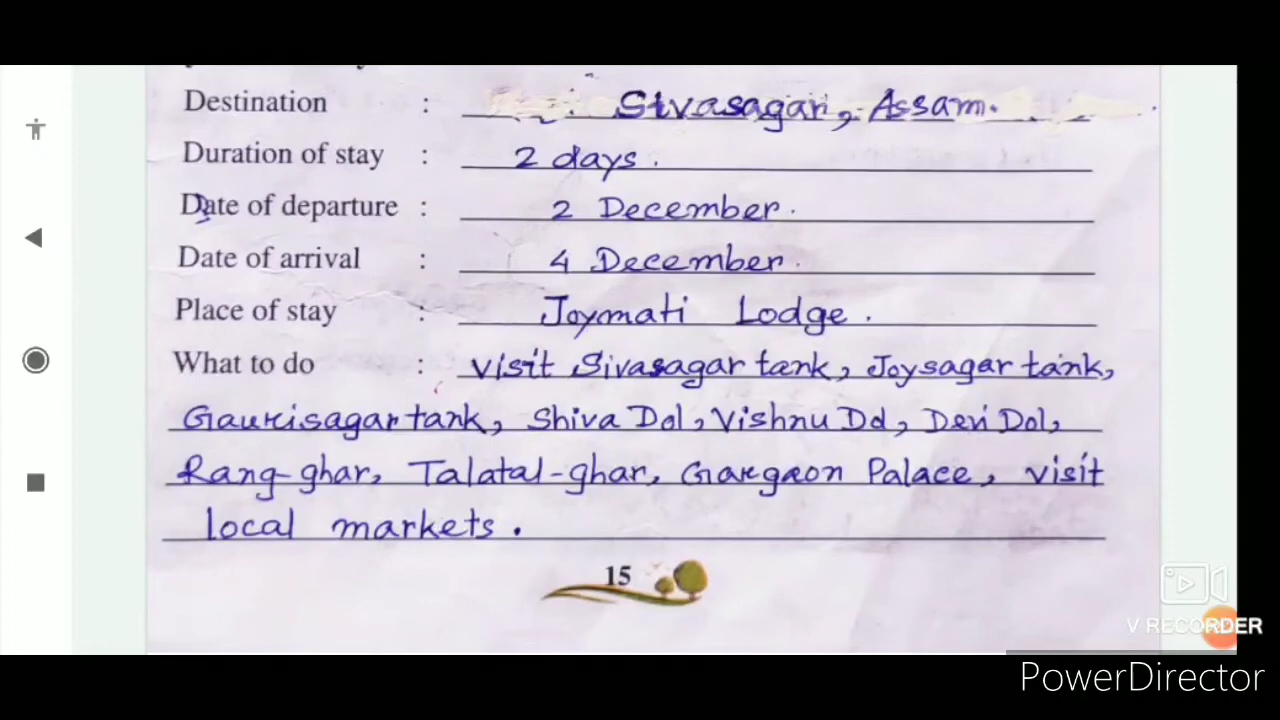 Destination : Sivasagar, Assam.
Duration of stay : 2 days.
Date of departure : 2 December.
Date of arrival : 4 December.
Place of stay : Joymati Lodge.
What to do : visit Sivasagar tank, Joysagar tank,
Gaurisagar tank, Shiva Dol, Vishnu Dol, Devi Dol,
Rang-ghar, Talatal-ghar, Gargaon Palace, visit
local markets.
15
V RECORDER
PowerDirector